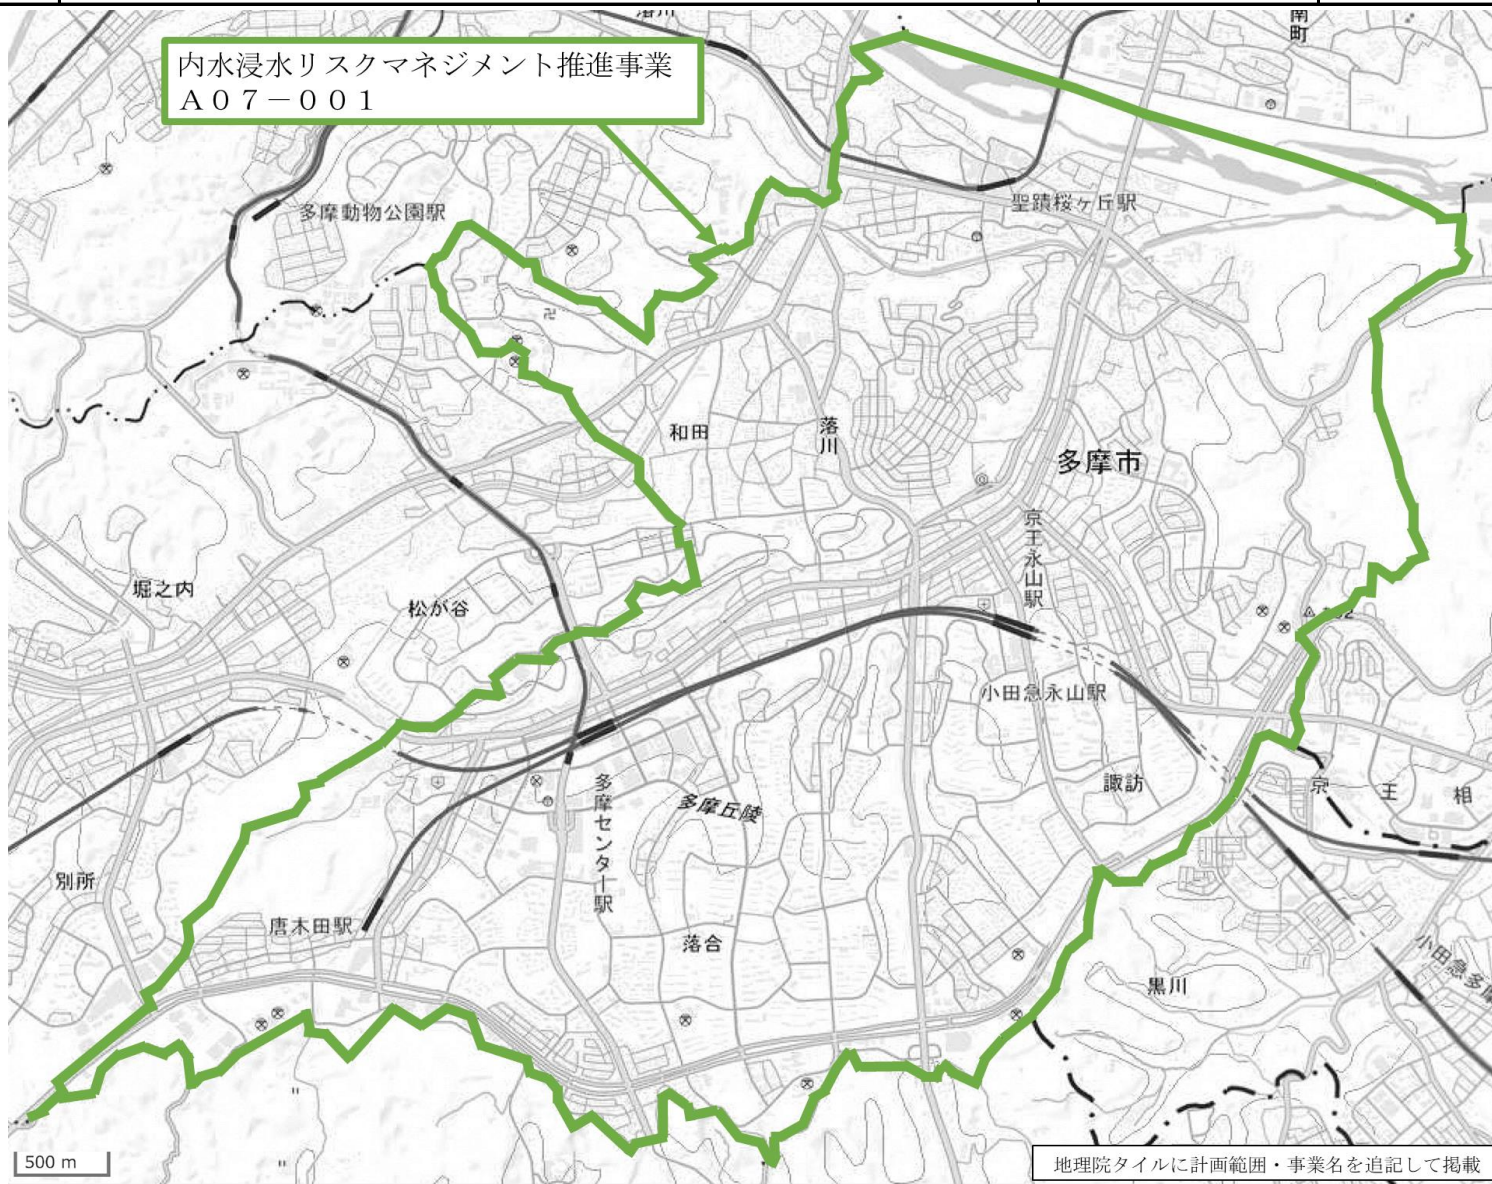 内水浸水リスクマネジメント推進事業
Ａ０７－００１
南町
多摩動物公園駅
聖蹟桜ヶ丘駅
和田
落川
多摩市
京王永山駅
堀之内
松が谷
小田急永山駅
諏訪
京王相
多摩センター駅
多摩丘陵
別所
唐木田駅
落合
小田急多摩
黒川
500 m
地理院タイルに計画範囲・事業名を追記して掲載